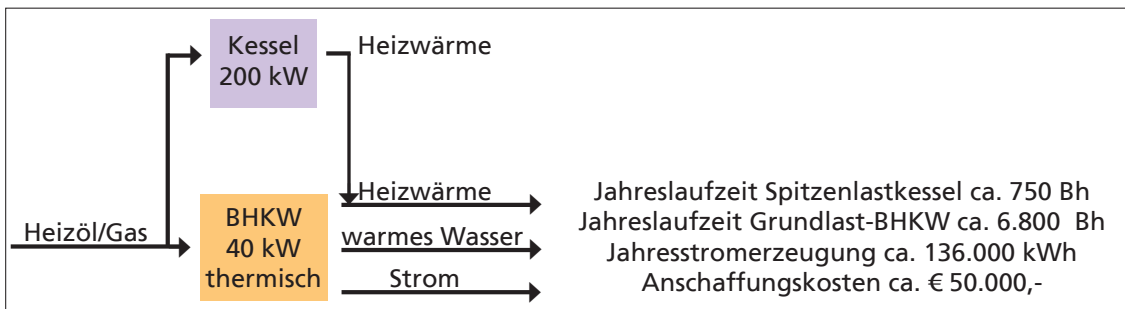 Kessel
200 kW
Heizwärme
Heizöl/Gas
BHKW
40 kW
thermisch
Heizwärme
warmes Wasser
Strom
Jahreslaufzeit Spitzenlastkessel ca. 750 Bh
Jahreslaufzeit Grundlast-BHKW ca. 6.800 Bh
Jahresstromerzeugung ca. 136.000 kWh
Anschaffungskosten ca. € 50.000,-